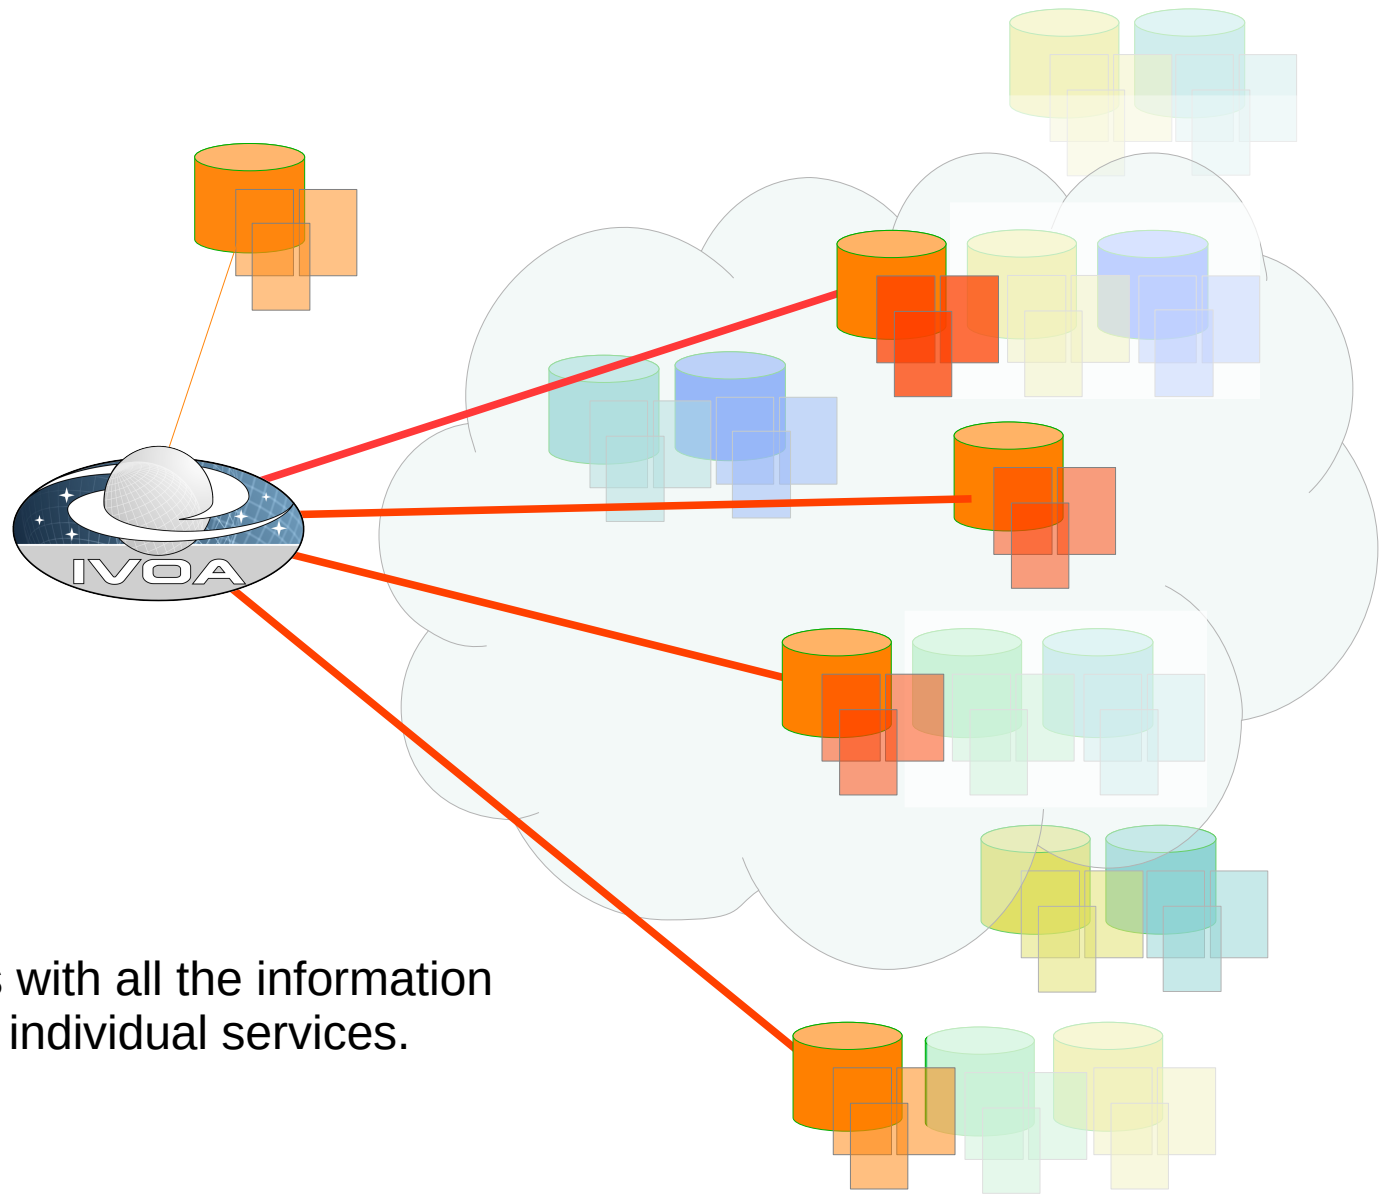 IVOA
with all the information
individual services.